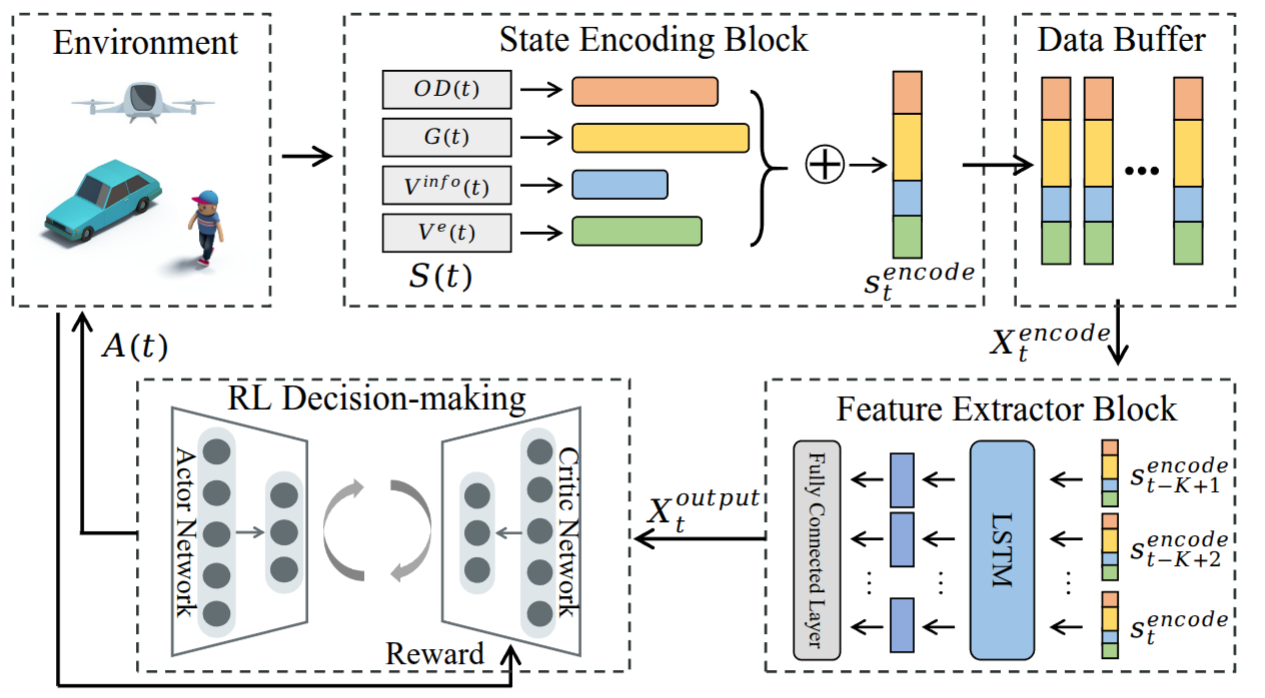 Environment
State Encoding Block
OD(t)
G(t)
V^{info}(t)
V^{e}(t)
S(t)
s_t^{encode}
Data Buffer
...
X_t^{encode}
A(t)
RL Decision-making
Actor Network
Critic Network
Reward
X_t^{output}
Feature Extractor Block
Fully Connected Layer
LSTM
s_{t-K+1}^{encode}
s_{t-K+2}^{encode}
s_t^{encode}